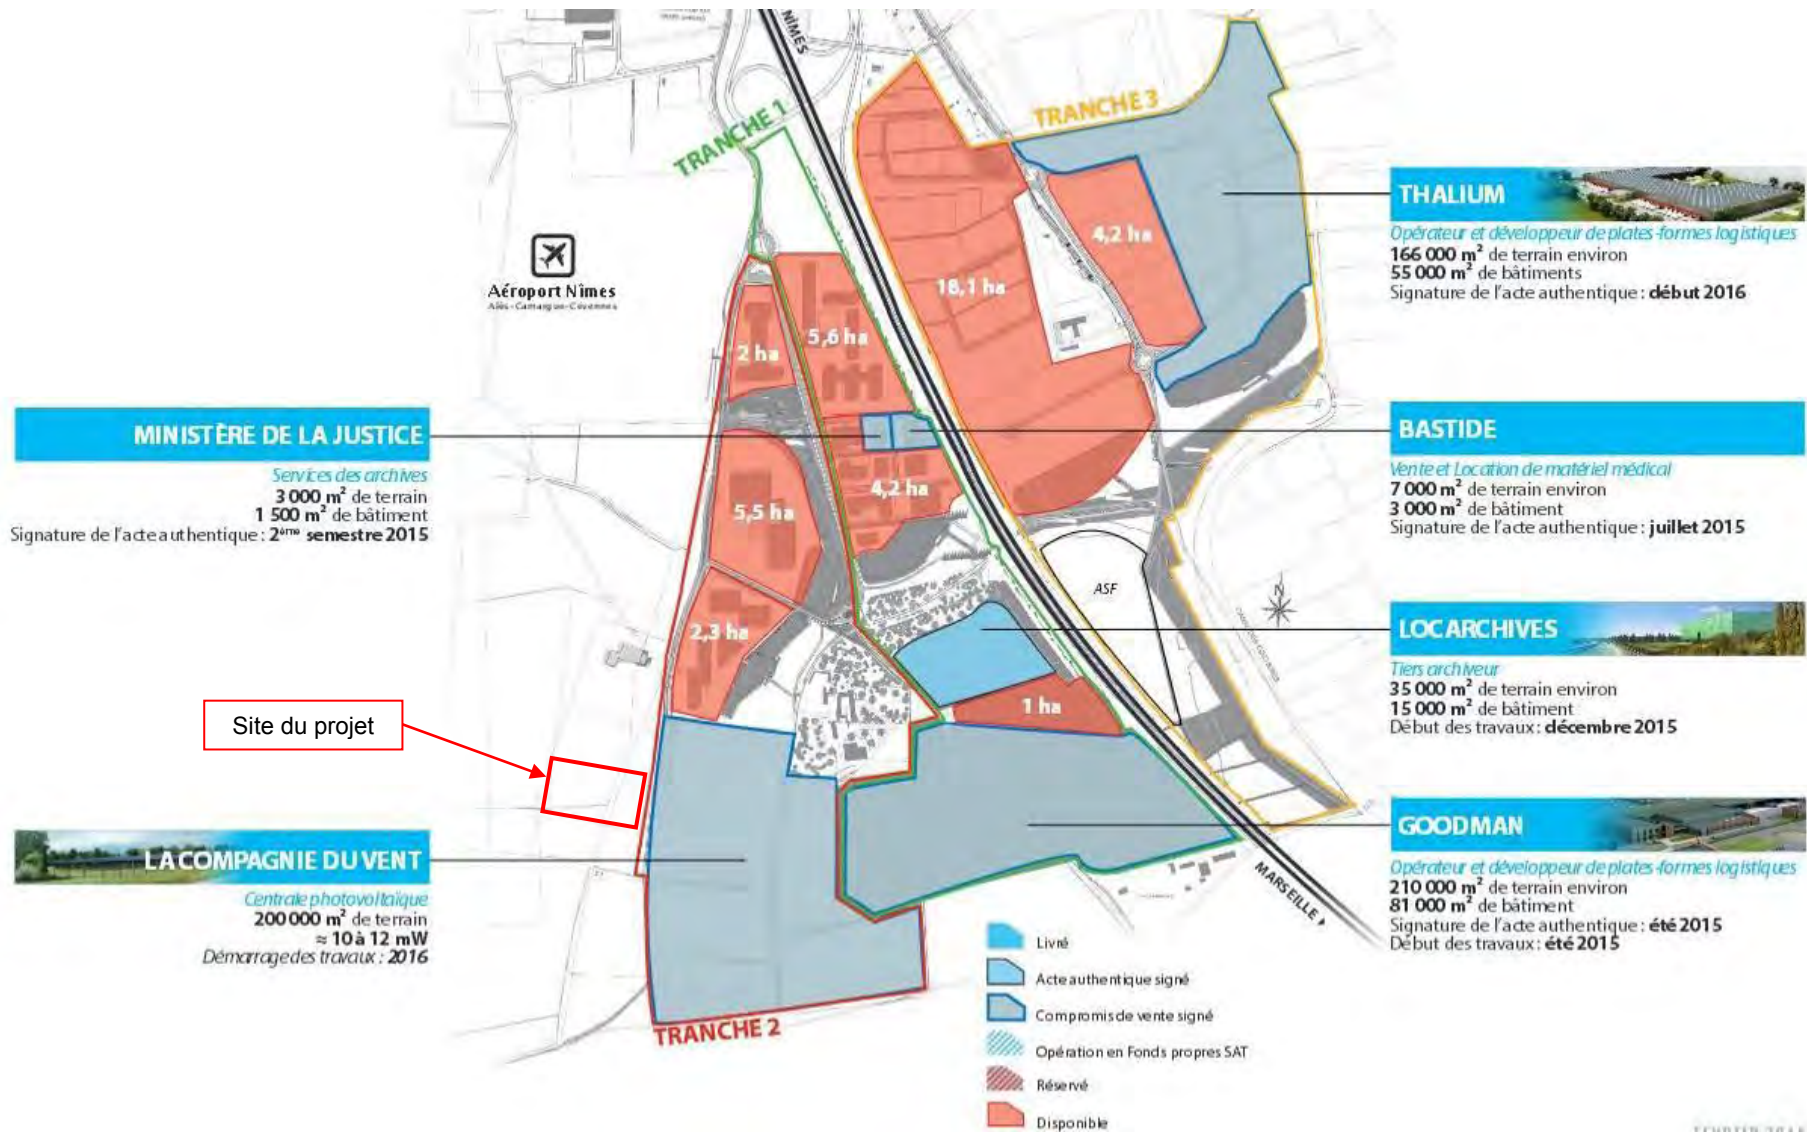 NÎMES
TRANCHE 1
TRANCHE 3
Aéroport Nîmes
Alès-Camargue-Cévennes
THALIUM
Opérateur et développeur de plates-formes logistiques
166 000 m² de terrain environ
55 000 m² de bâtiments
Signature de l'acte authentique : début 2016
4,2 ha
18,1 ha
5,6 ha
2 ha
MINISTÈRE DE LA JUSTICE
Services des archives
3 000 m² de terrain
1 500 m² de bâtiment
Signature de l'acte authentique : 2ème semestre 2015
BASTIDE
Vente et Location de matériel médical
7 000 m² de terrain environ
3 000 m² de bâtiment
Signature de l'acte authentique : juillet 2015
4,2 ha
5,5 ha
ASF
N
2,3 ha
LOCARCHIVES
Tiers archiveur
35 000 m² de terrain environ
15 000 m² de bâtiment
Début des travaux : décembre 2015
1 ha
Site du projet
LA COMPAGNIE DU VENT
Centrale photovoltaïque
200 000 m² de terrain
≈ 10 à 12 mW
Démarrage des travaux : 2016
GOODMAN
Opérateur et développeur de plates-formes logistiques
210 000 m² de terrain environ
81 000 m² de bâtiment
Signature de l'acte authentique : été 2015
Début des travaux : été 2015
MARSEILLE
TRANCHE 2
Livré
Acte authentique signé
Compromis de vente signé
Opération en Fonds propres SAT
Réservé
Disponible